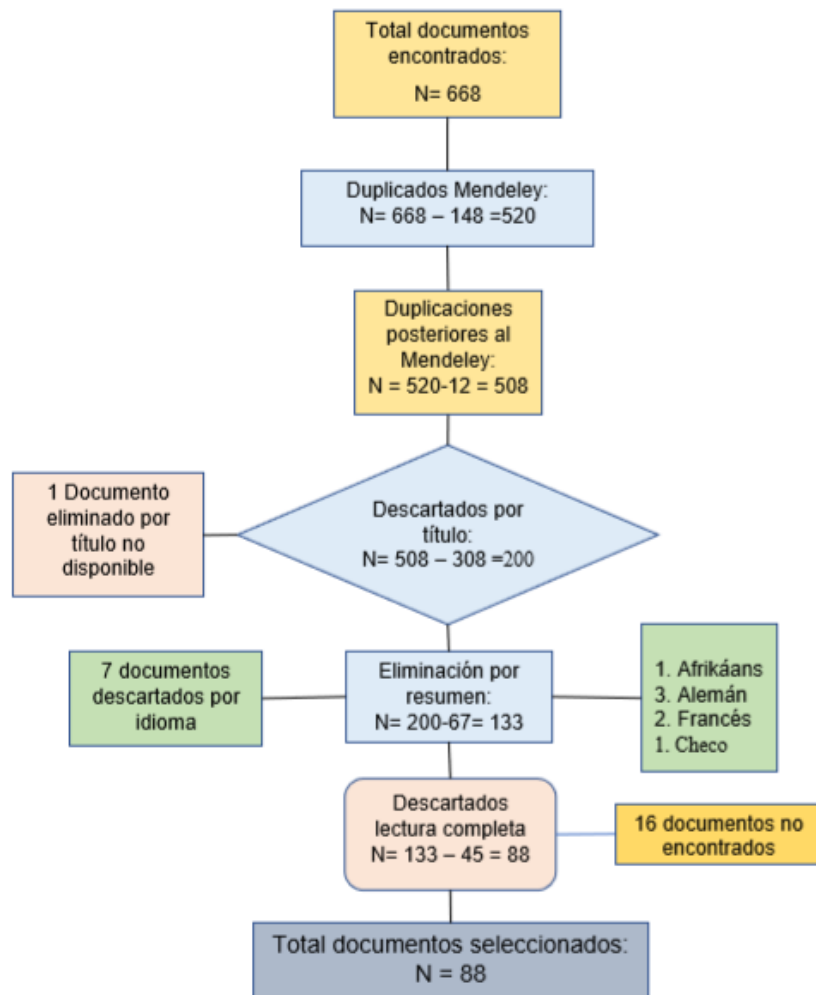 Total documentos
encontrados:
N= 668
Duplicados Mendeley:
N= 668 – 148 =520
Duplicaciones
posteriores al
Mendeley:
N = 520-12 = 508
1 Documento
eliminado por
título no
disponible
Descartados por
título:
N= 508 – 308 =200
7 documentos
descartados por
idioma
Eliminación por
resumen:
N= 200-67= 133
1. Afrikáans
3. Alemán
2. Francés
1. Checo
Descartados
lectura completa
N= 133 – 45 = 88
16 documentos no
encontrados
Total documentos seleccionados:
N = 88